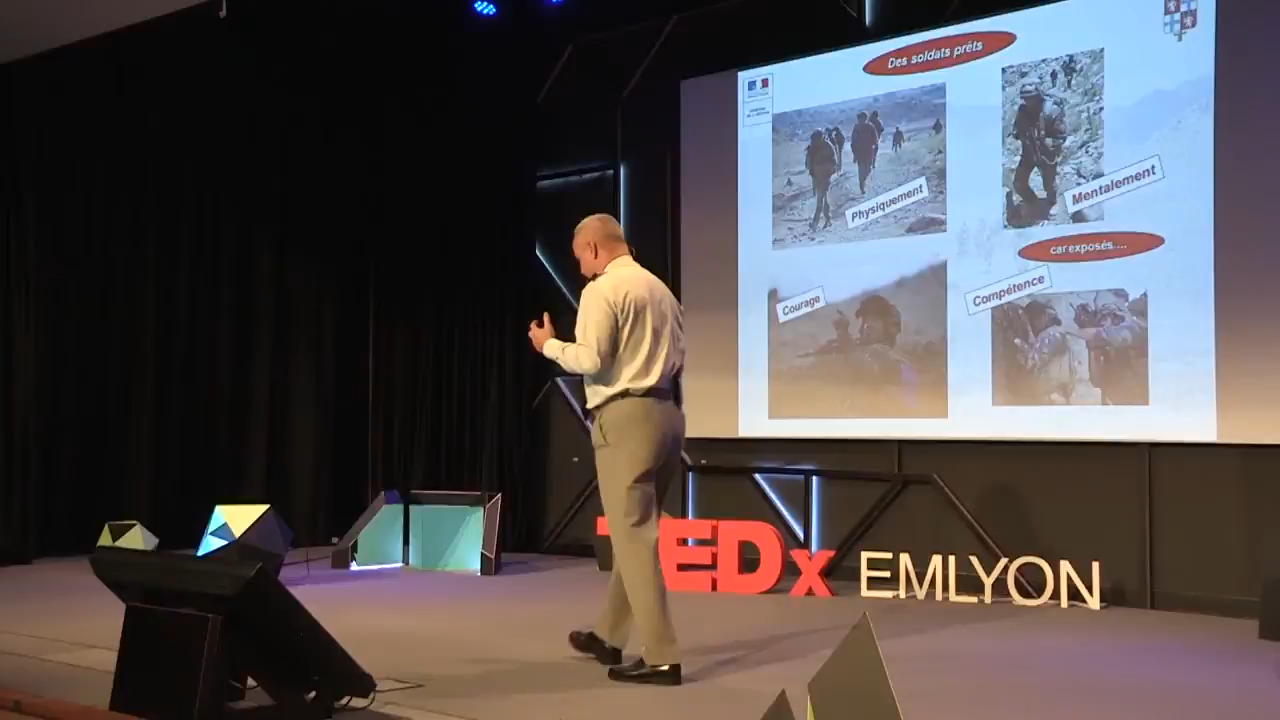 Des soldats prêts
Physiquement
Mentalement
car exposés....
Courage
Compétence
TEDx
EMLYON